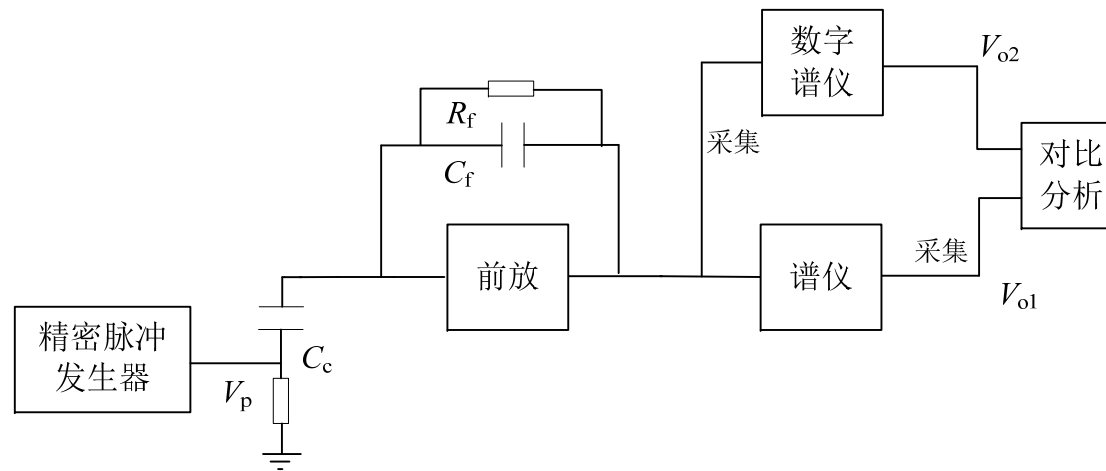 数字
谱仪
V_o2
R_f
采集
C_f
对比
分析
前放
谱仪
采集
V_o1
精密脉冲
发生器
C_c
V_p